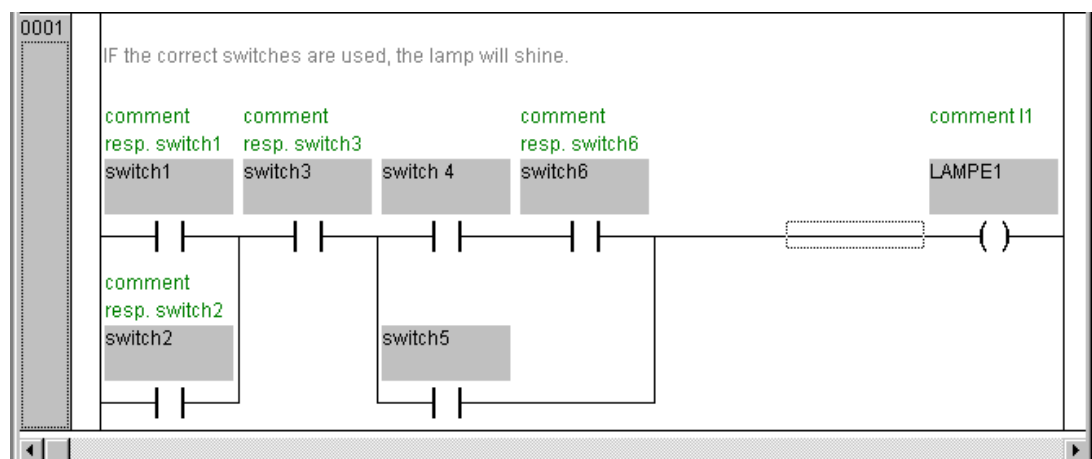 0001
IF the correct switches are used, the lamp will shine.
comment comment comment comment l1
resp. switch1 resp. switch3 resp. switch6
switch1 switch3 switch 4 switch6 LAMPE1
comment
resp. switch2
switch2 switch5